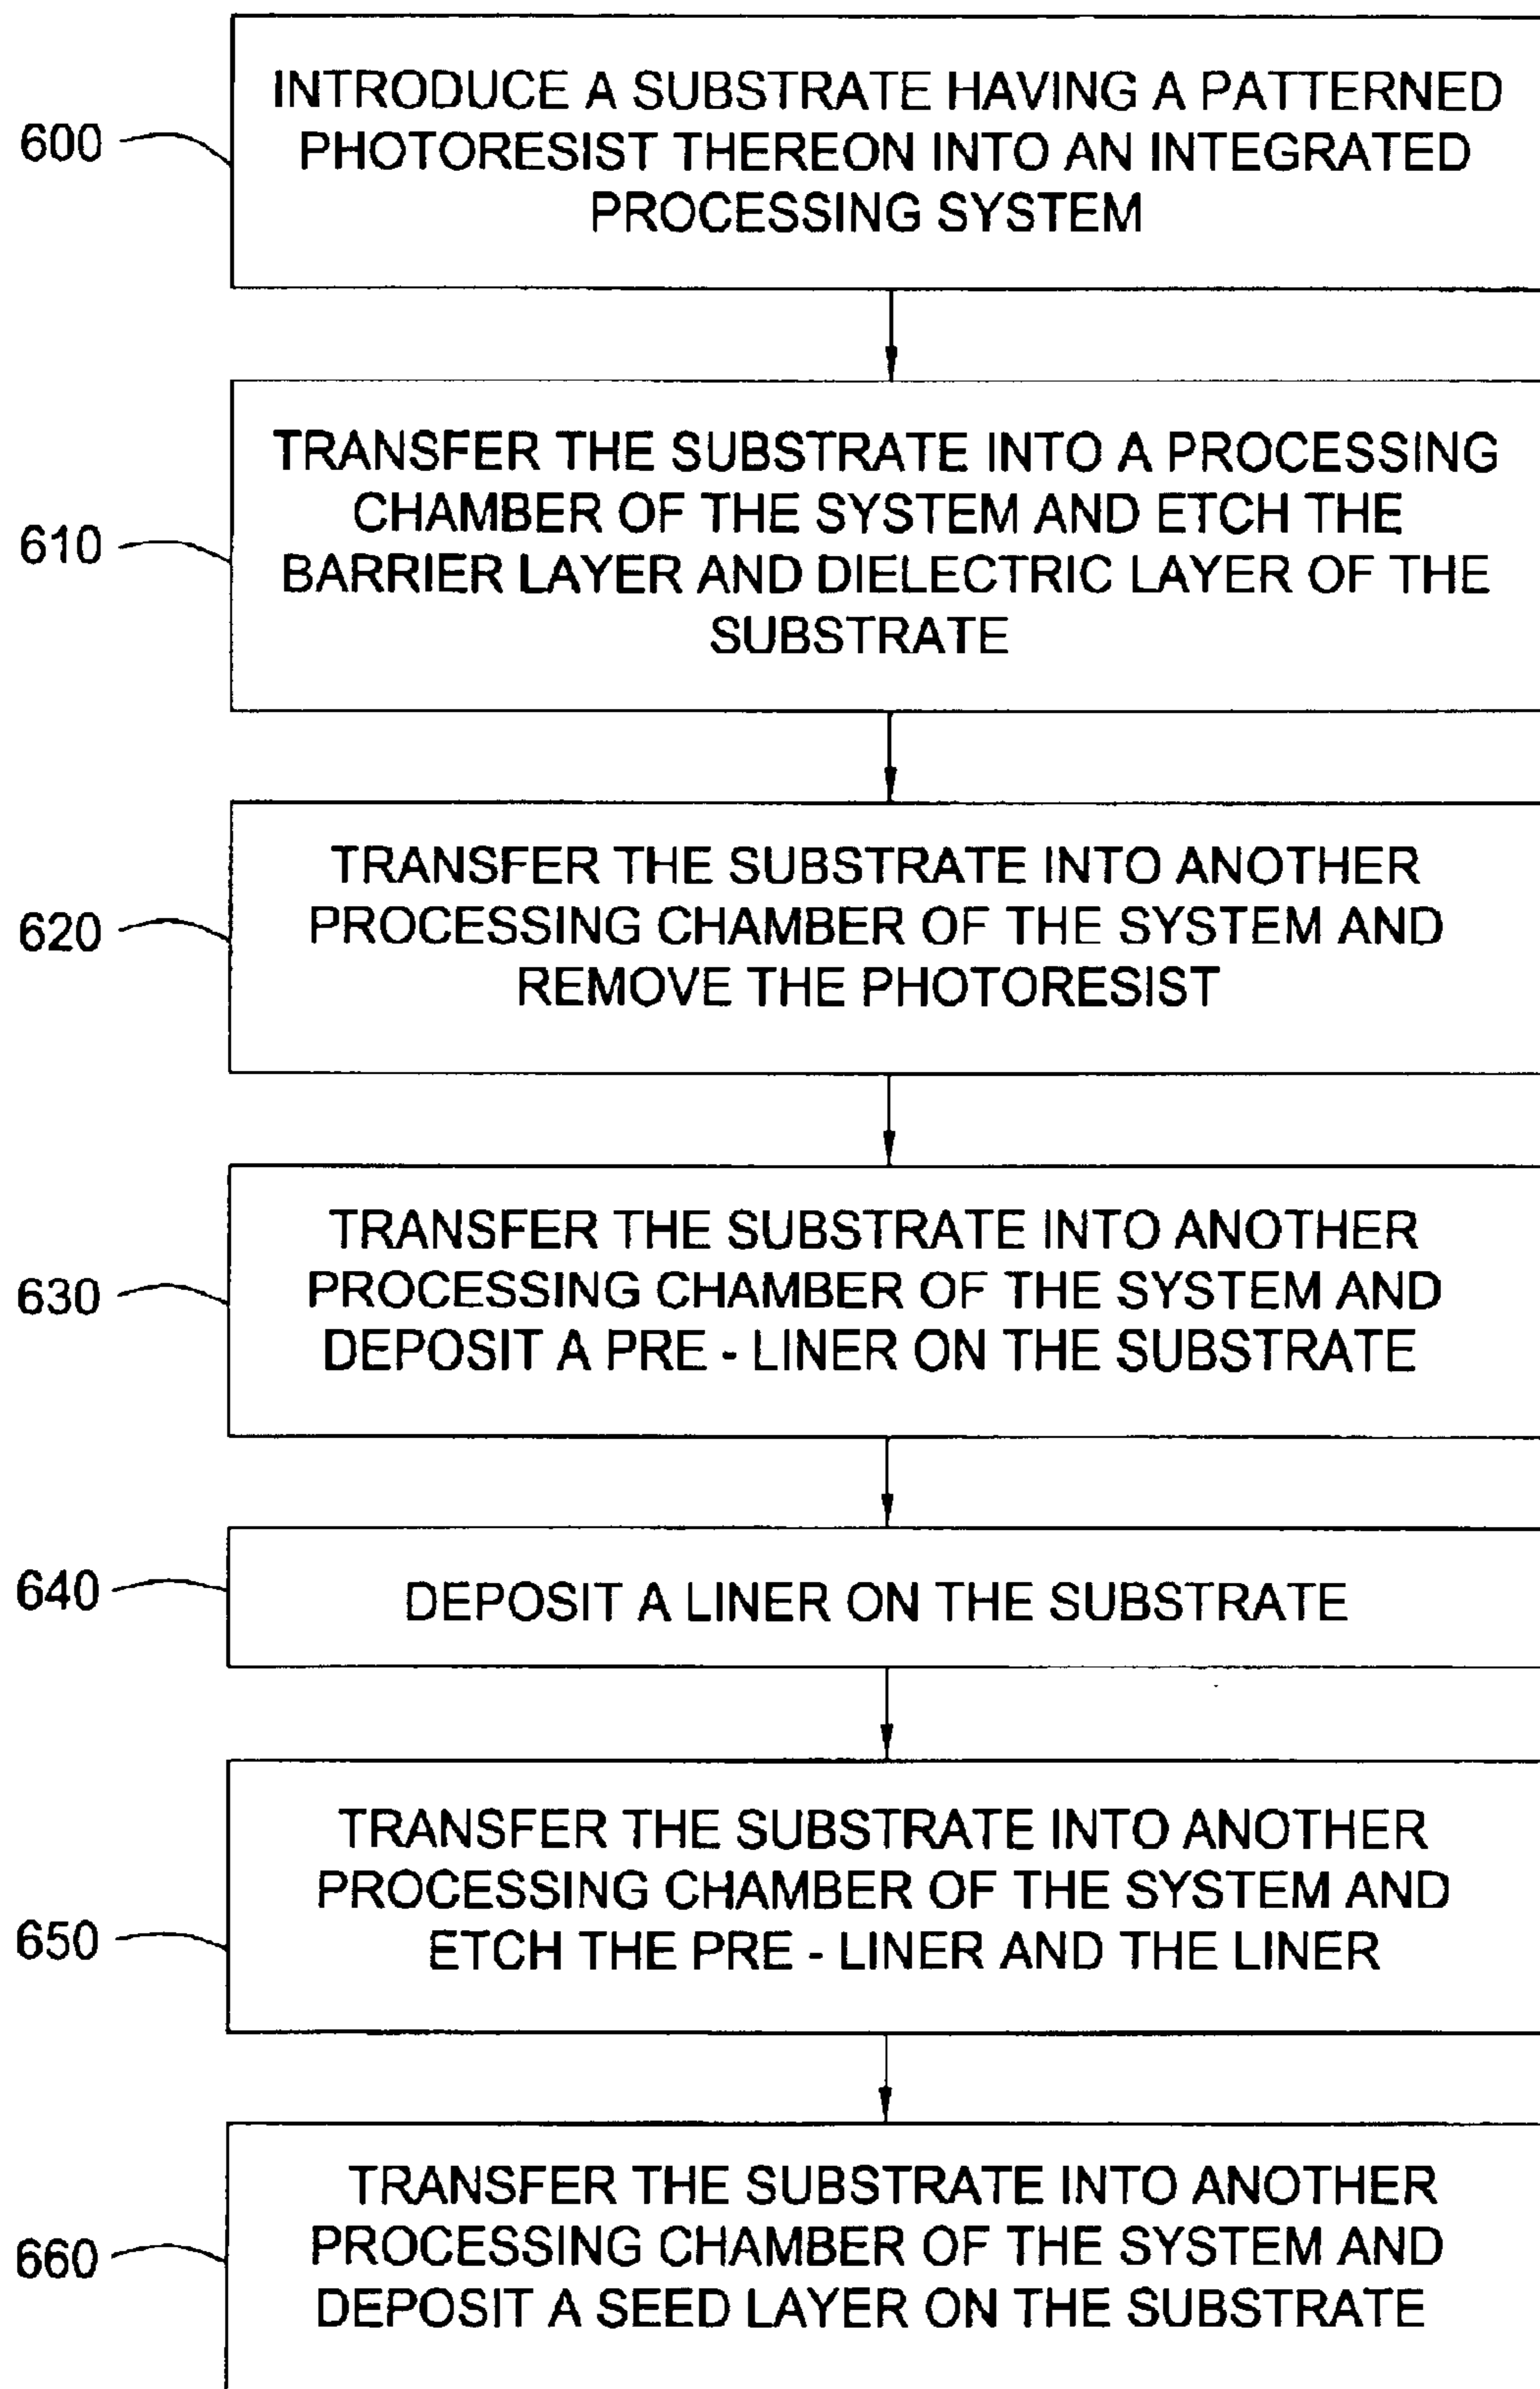 INTRODUCE A SUBSTRATE HAVING A PATTERNED
PHOTORESIST THEREON INTO AN INTEGRATED
PROCESSING SYSTEM
600
TRANSFER THE SUBSTRATE INTO A PROCESSING
CHAMBER OF THE SYSTEM AND ETCH THE
BARRIER LAYER AND DIELECTRIC LAYER OF THE
SUBSTRATE
610
TRANSFER THE SUBSTRATE INTO ANOTHER
PROCESSING CHAMBER OF THE SYSTEM AND
REMOVE THE PHOTORESIST
620
TRANSFER THE SUBSTRATE INTO ANOTHER
PROCESSING CHAMBER OF THE SYSTEM AND
DEPOSIT A PRE - LINER ON THE SUBSTRATE
630
DEPOSIT A LINER ON THE SUBSTRATE
640
TRANSFER THE SUBSTRATE INTO ANOTHER
PROCESSING CHAMBER OF THE SYSTEM AND
ETCH THE PRE - LINER AND THE LINER
650
TRANSFER THE SUBSTRATE INTO ANOTHER
PROCESSING CHAMBER OF THE SYSTEM AND
DEPOSIT A SEED LAYER ON THE SUBSTRATE
660